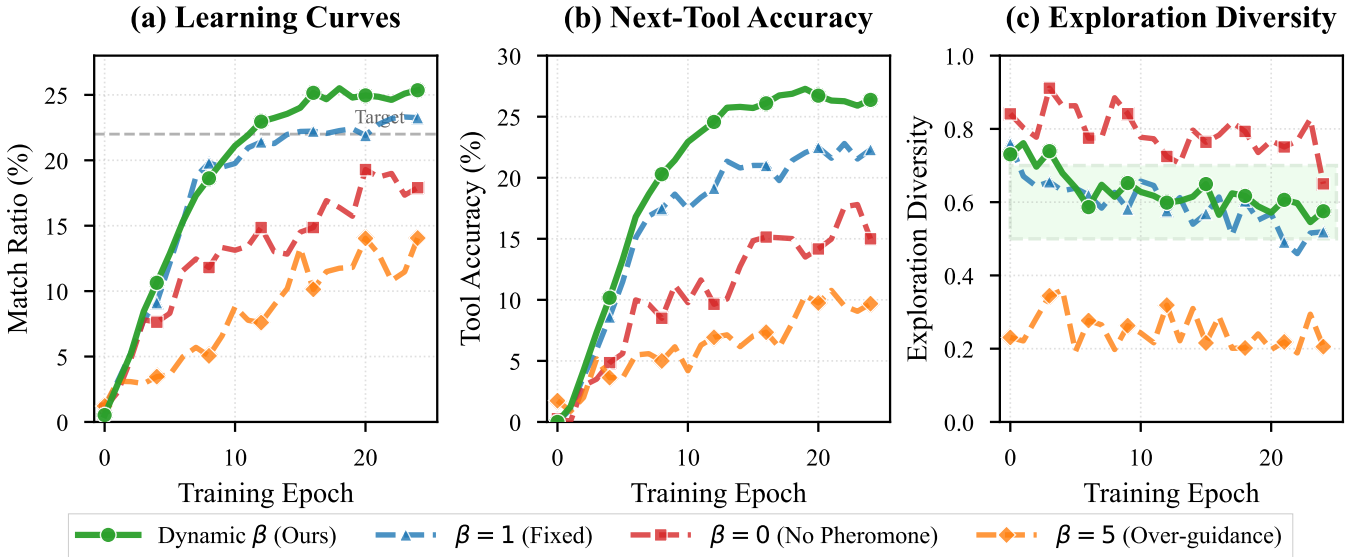 (a) Learning Curves
Match Ratio (%)
25
20
15
10
5
0
Target
0 10 20
Training Epoch
(b) Next-Tool Accuracy
Tool Accuracy (%)
30
25
20
15
10
5
0
0 10 20
Training Epoch
(c) Exploration Diversity
Exploration Diversity
1.0
0.8
0.6
0.4
0.2
0.0
0 10 20
Training Epoch
Dynamic β (Ours) β = 1 (Fixed) β = 0 (No Pheromone) β = 5 (Over-guidance)